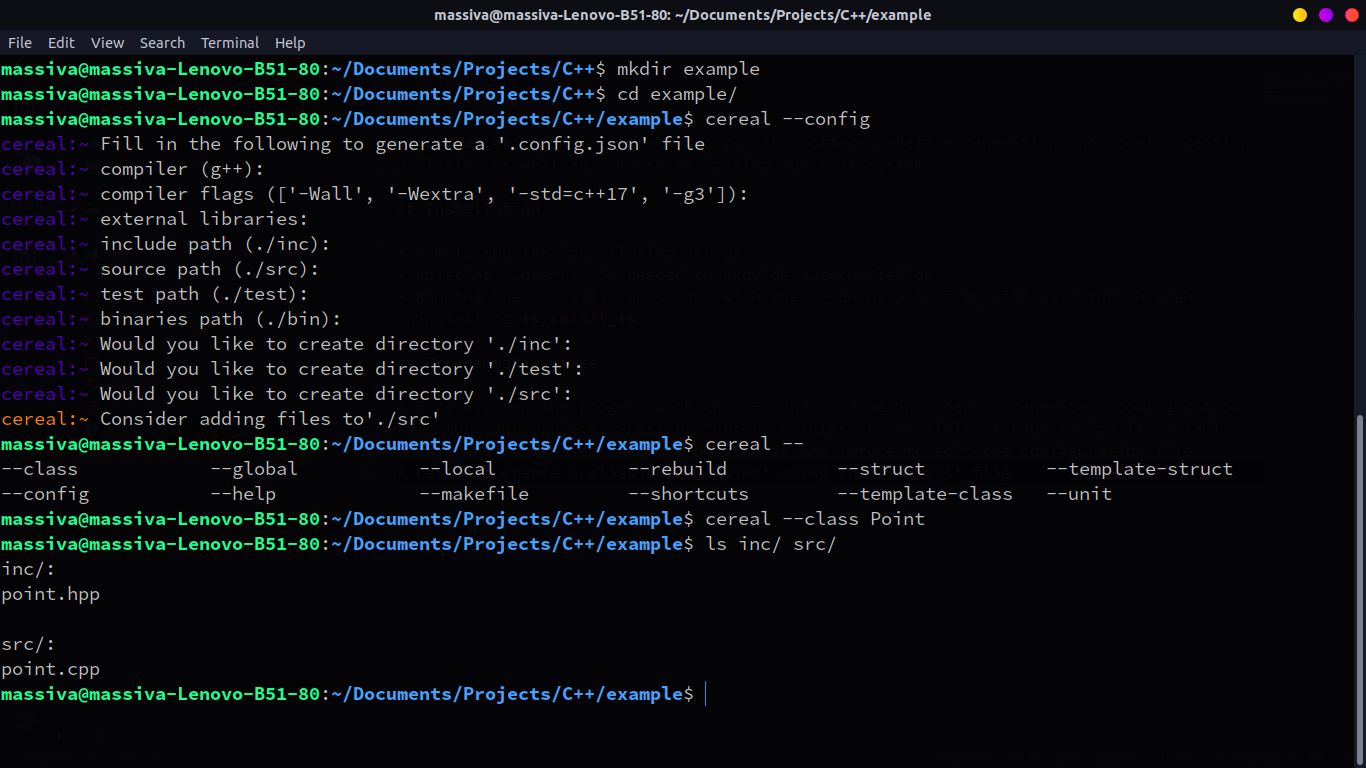 massiva@massiva-Lenovo-B51-80: ~/Documents/Projects/C++/example
File Edit View Search Terminal Help
massiva@massiva-Lenovo-B51-80:~/Documents/Projects/C++$ mkdir example
massiva@massiva-Lenovo-B51-80:~/Documents/Projects/C++$ cd example/
massiva@massiva-Lenovo-B51-80:~/Documents/Projects/C++/example$ cereal --config
cereal:~ Fill in the following to generate a '.config.json' file
cereal:~ compiler (g++):
cereal:~ compiler flags (['-Wall', '-Wextra', '-std=c++17', '-g3']):
cereal:~ external libraries:
cereal:~ include path (./inc):
cereal:~ source path (./src):
cereal:~ test path (./test):
cereal:~ binaries path (./bin):
cereal:~ Would you like to create directory './inc':
cereal:~ Would you like to create directory './test':
cereal:~ Would you like to create directory './src':
cereal:~ Consider adding files to'./src'
massiva@massiva-Lenovo-B51-80:~/Documents/Projects/C++/example$ cereal --
--class --global --local --rebuild --struct --template-struct
--config --help --makefile --shortcuts --template-class --unit
massiva@massiva-Lenovo-B51-80:~/Documents/Projects/C++/example$ cereal --class Point
massiva@massiva-Lenovo-B51-80:~/Documents/Projects/C++/example$ ls inc/ src/
inc/:
point.hpp
src/:
point.cpp
massiva@massiva-Lenovo-B51-80:~/Documents/Projects/C++/example$